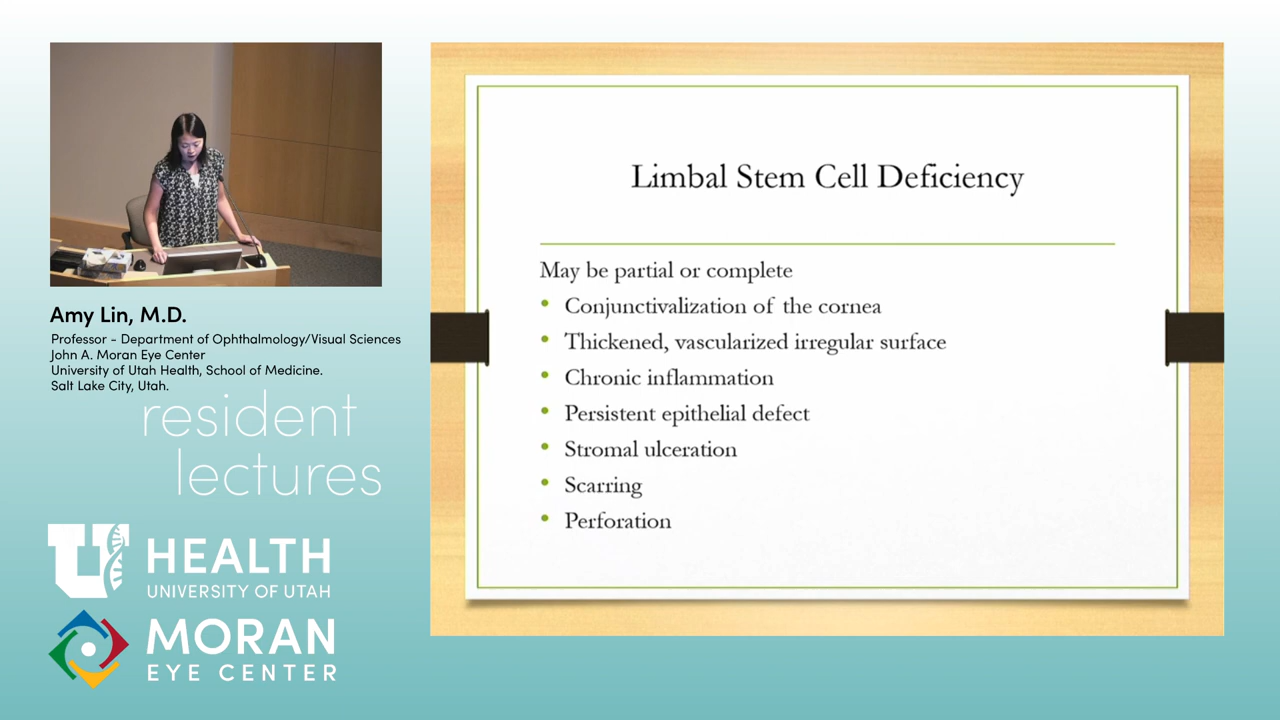 Amy Lin, M.D.
Professor - Department of Ophthalmology/Visual Sciences
John A. Moran Eye Center
University of Utah Health, School of Medicine.
Salt Lake City, Utah.
resident
lectures
U HEALTH
UNIVERSITY OF UTAH
MORAN
EYE CENTER
Limbal Stem Cell Deficiency
May be partial or complete
• Conjunctivalization of the cornea
• Thickened, vascularized irregular surface
• Chronic inflammation
• Persistent epithelial defect
• Stromal ulceration
• Scarring
• Perforation